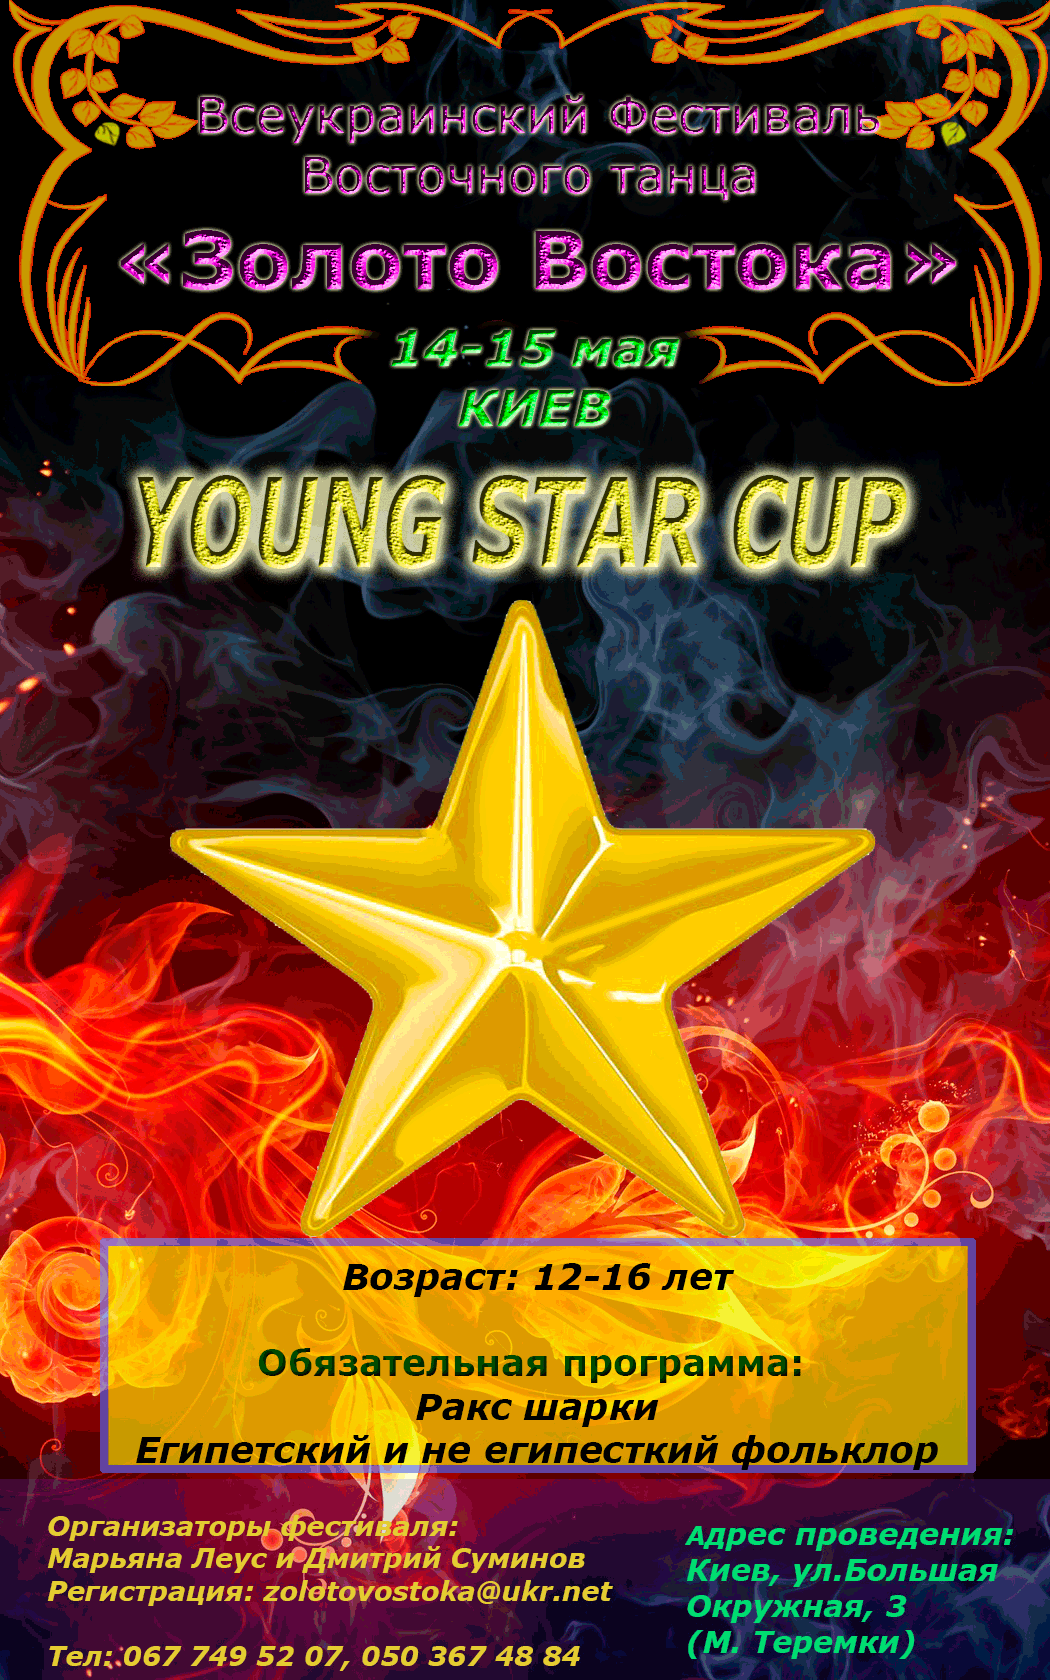 Всеукраинский Фестиваль
Восточного танца
«Золото Востока»
14-15 мая
КИЕВ
YOUNG STAR CUP
Возраст: 12-16 лет
Обязательная программа:
Ракс шарки
Египетский и не египесткий фольклор
Организаторы фестиваля:
Марьяна Леус и Дмитрий Суминов
Регистрация: zolotovostoka@ukr.net
Тел: 067 749 52 07, 050 367 48 84
Адрес проведения:
Киев, ул.Большая
Окружная, 3
(М. Теремки)